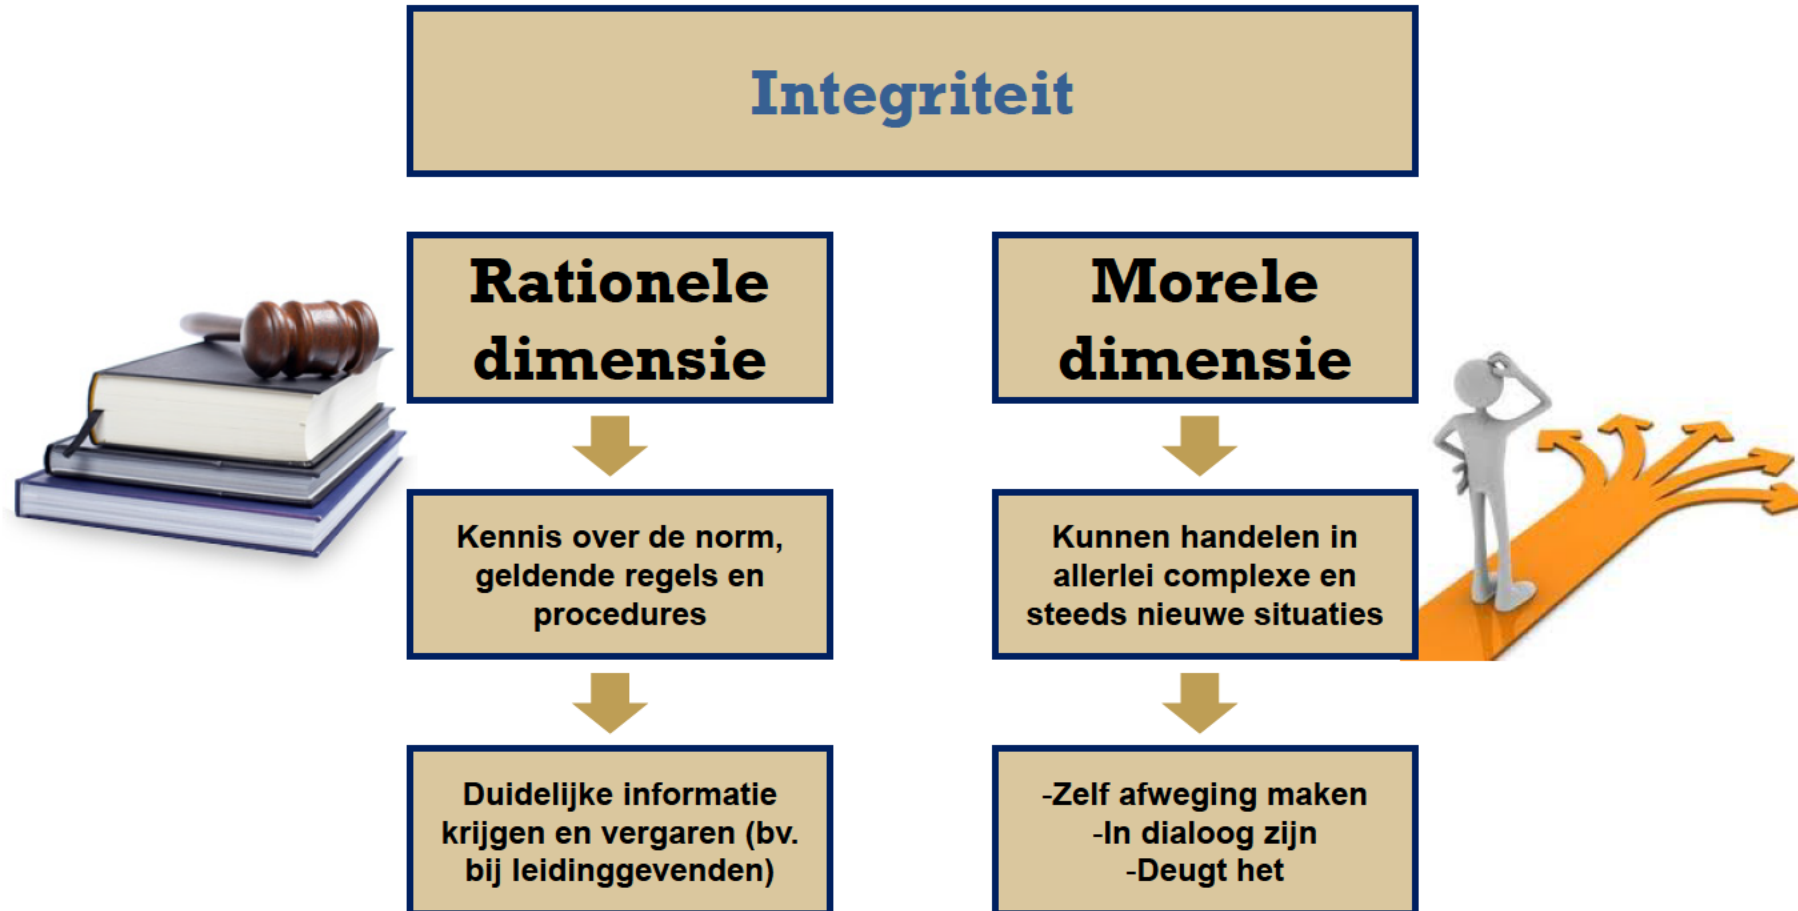 Integriteit
Rationele
dimensie
Morele
dimensie
Kennis over de norm,
geldende regels en
procedures
Kunnen handelen in
allerlei complexe en
steeds nieuwe situaties
Duidelijke informatie
krijgen en vergaren (bv.
bij leidinggevenden)
-Zelf afweging maken
-In dialoog zijn
-Deugt het